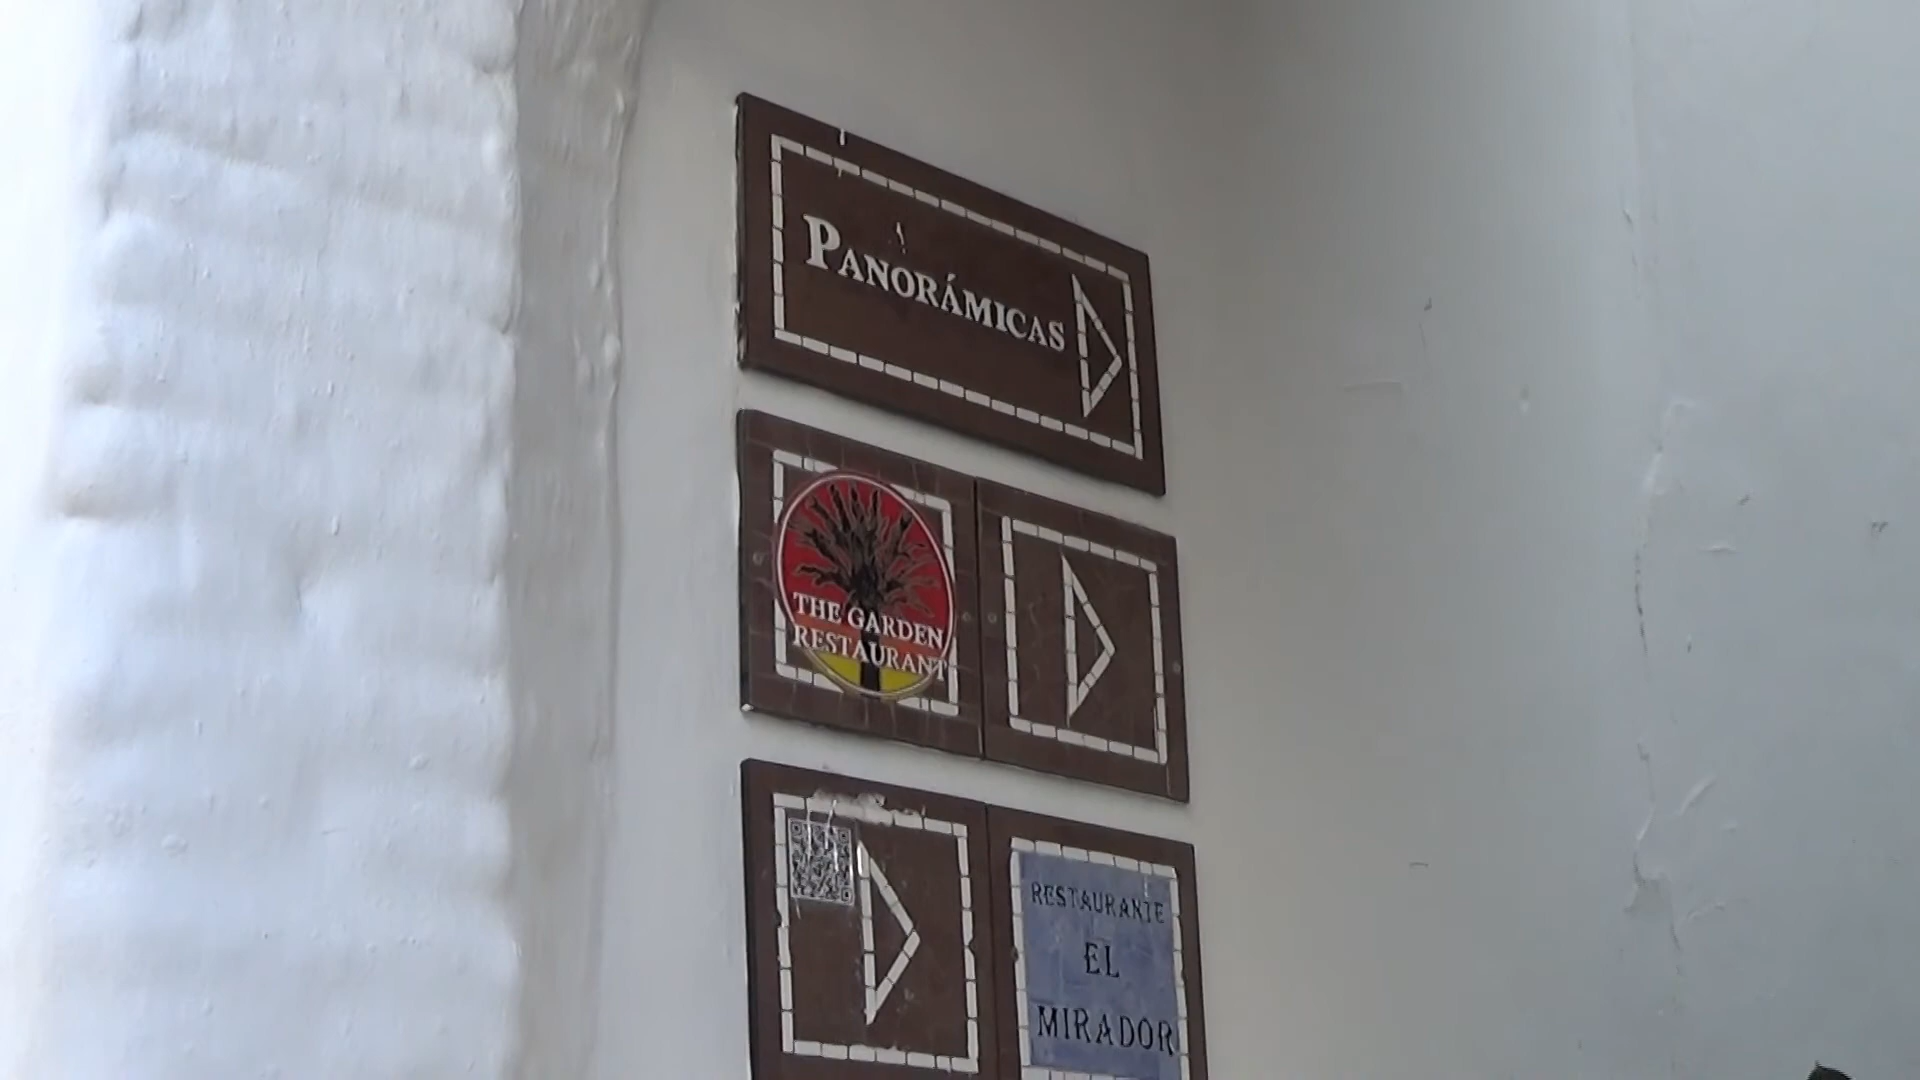 PANORÁMICAS
THE GARDEN
RESTAURANT
RESTAURANTE
EL
MIRADOR